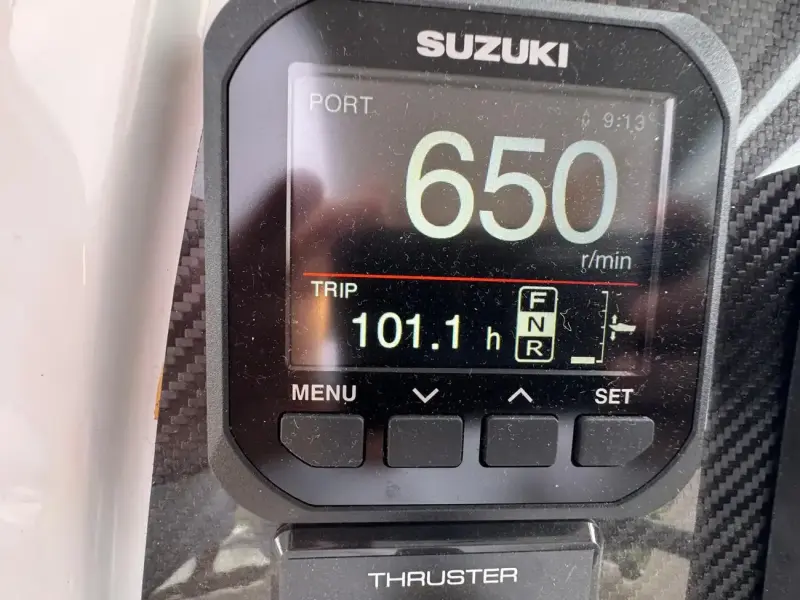 SUZUKI
PORT
9:13
650
r/min
TRIP
101.1 h
F
N
R
MENU
SET
THRUSTER